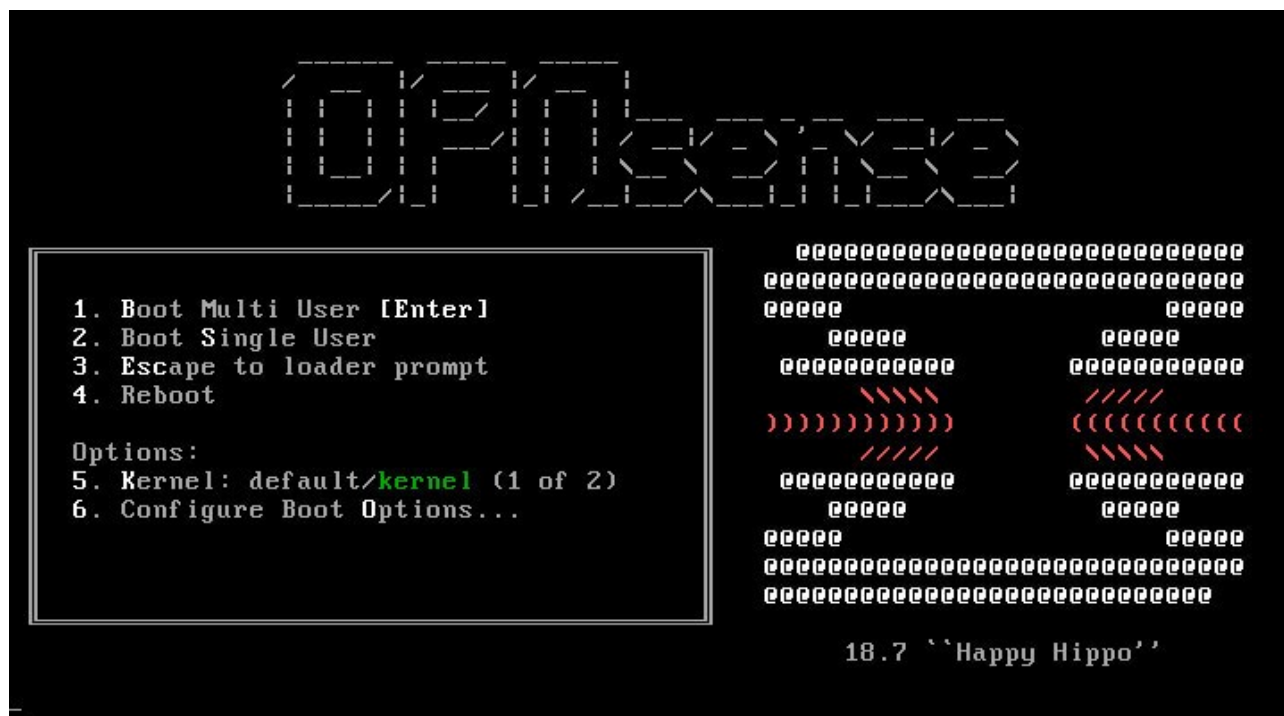 OPNsense
1. Boot Multi User [Enter]
2. Boot Single User
3. Escape to loader prompt
4. Reboot
Options:
5. Kernel: default/kernel (1 of 2)
6. Configure Boot Options...
18.7 ``Happy Hippo''